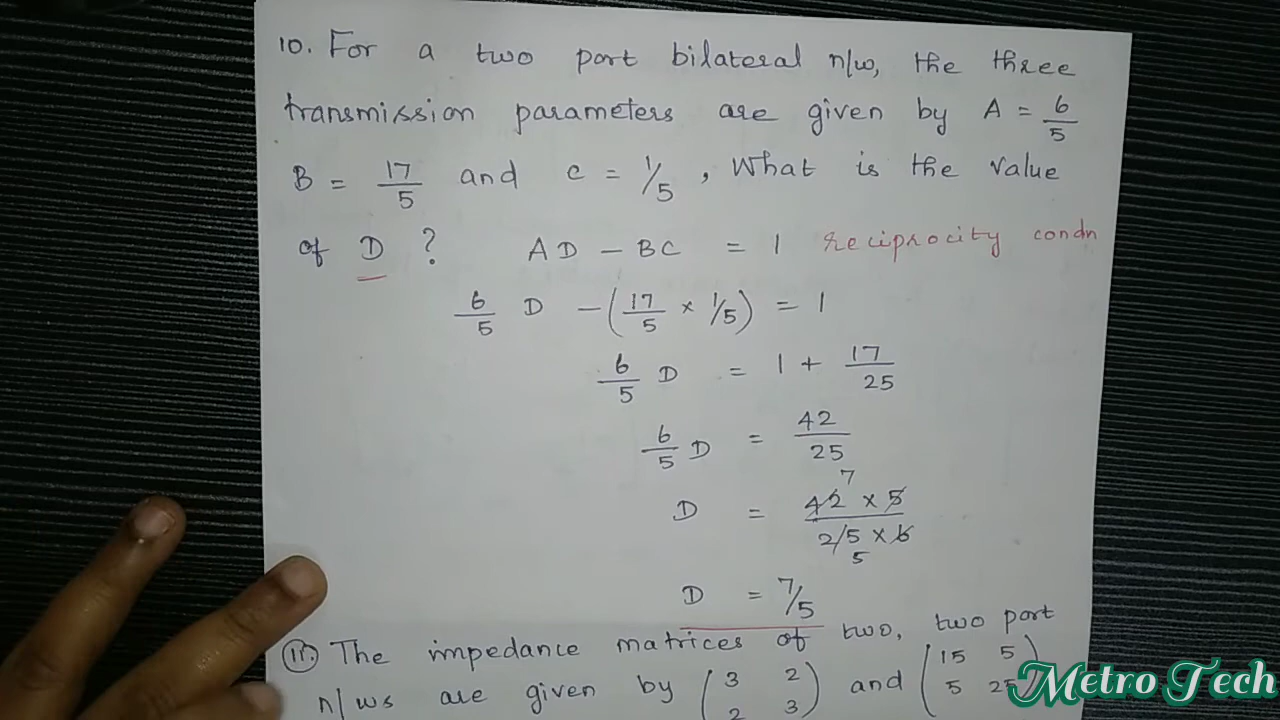 10. For a two port bilateral n/w, the three
transmission parameters are given by A = 6/5
B = 17/5 and C = 1/5, What is the value
of D ? AD - BC = 1 reciprocity condn
6/5 D - (17/5 × 1/5) = 1
6/5 D = 1 + 17/25
6/5 D = 42/25
7
D = 42 × 5 / 25 × 6
5
D = 7/5
11. The impedance matrices of two, two port
n/ws are given by (3 2 2 3) and (15 5 5 25)
Metro Tech